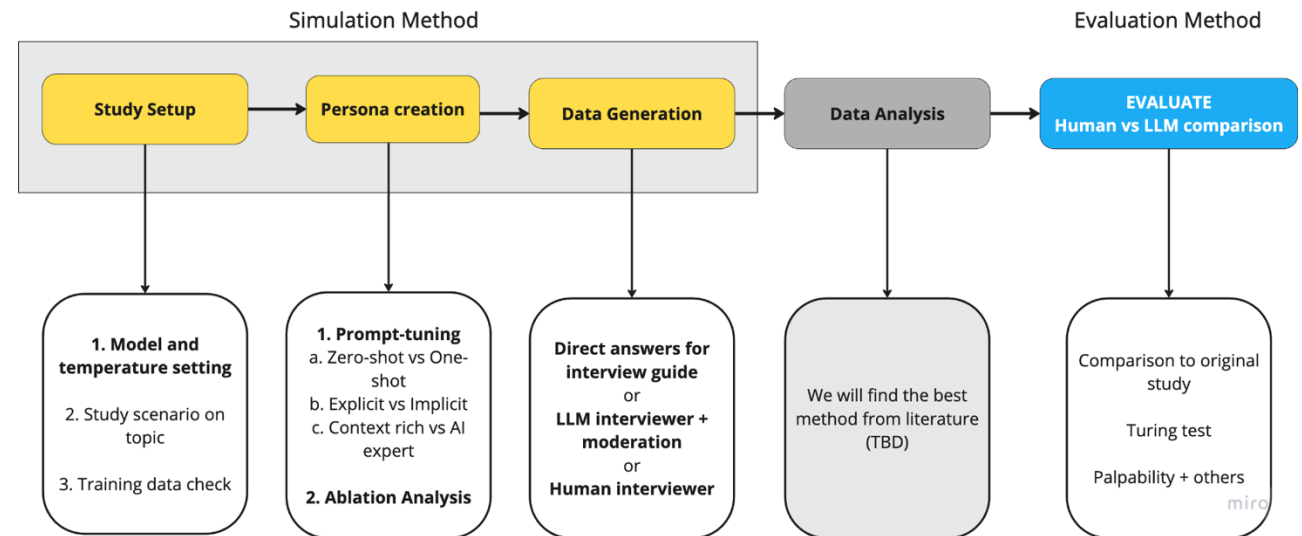 Simulation Method
Evaluation Method
Study Setup
Persona creation
Data Generation
Data Analysis
EVALUATE
Human vs LLM comparison
1. Model and
temperature setting
2. Study scenario on
topic
3. Training data check
1. Prompt-tuning
a. Zero-shot vs One-
shot
b. Explicit vs Implicit
c. Context rich vs AI
expert
2. Ablation Analysis
Direct answers for
interview guide
or
LLM interviewer +
moderation
or
Human interviewer
We will find the best
method from literature
(TBD)
Comparison to original
study
Turing test
Palpability + others
miro